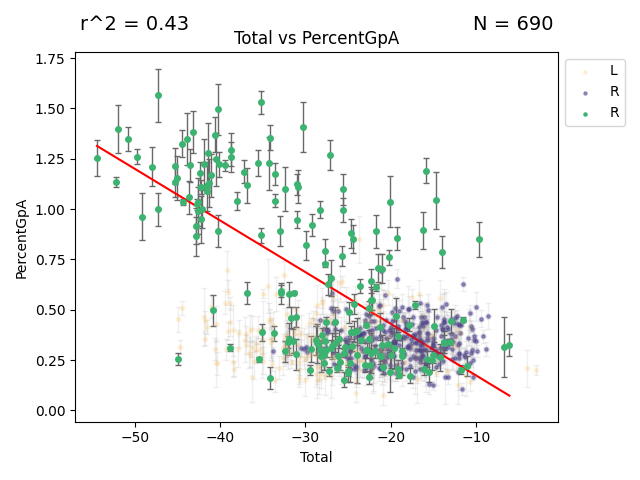 r^2 = 0.43 N = 690
Total vs PercentGpA
L
R
R
PercentGpA
1.75
1.50
1.25
1.00
0.75
0.50
0.25
0.00
−50 −40 −30 −20 −10
Total